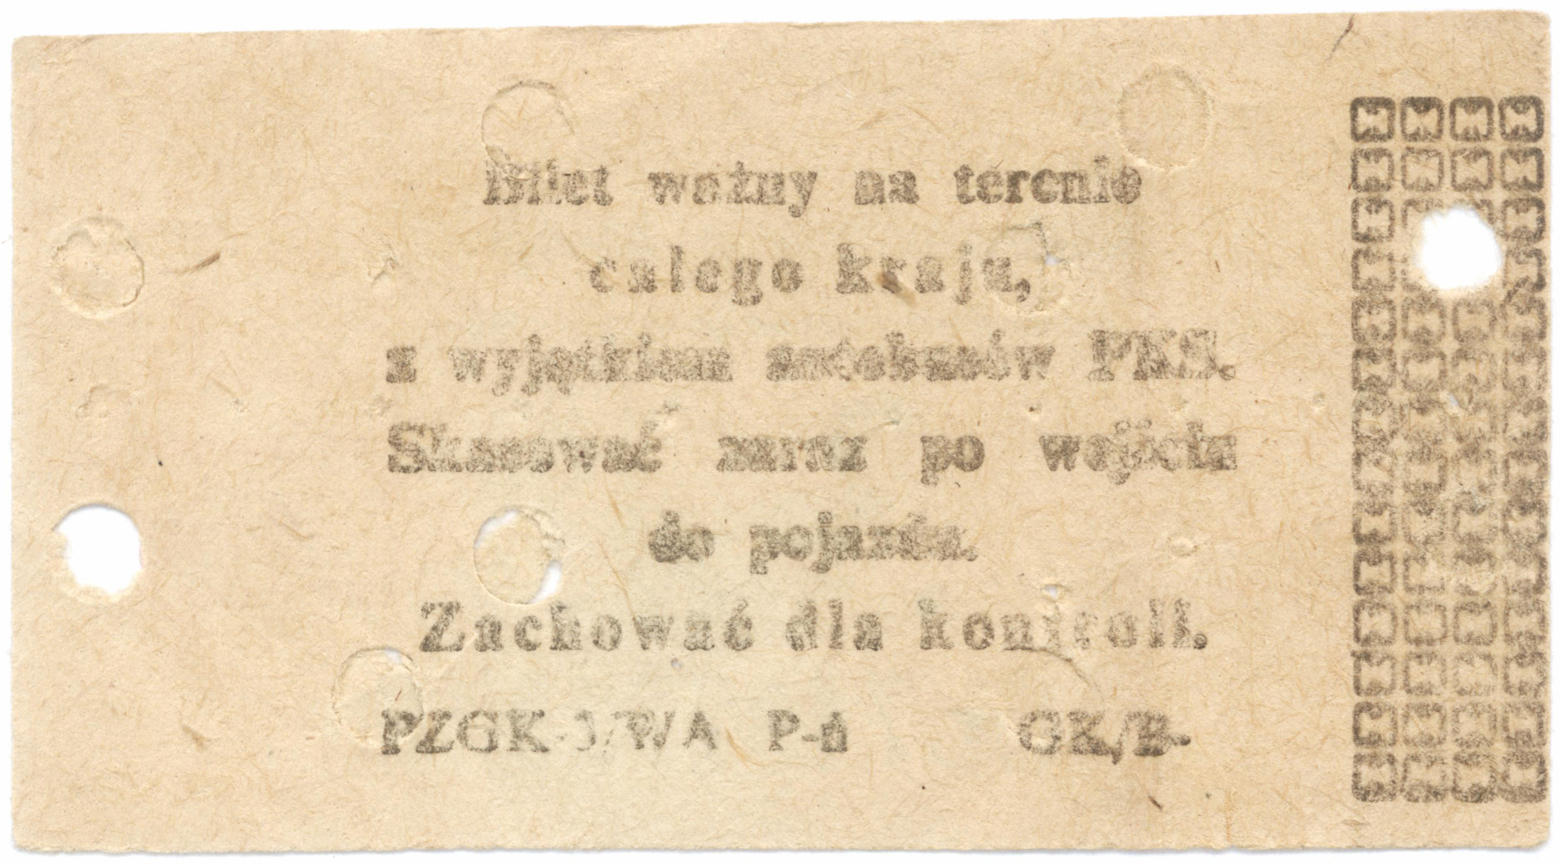 Bilet ważny na terenie
całego kraju,
z wyjątkiem autobusów PKS.
Skasować zaraz po wejściu
do pojazdu.
Zachować dla kontroli.
PZGK P-ń GK/B-